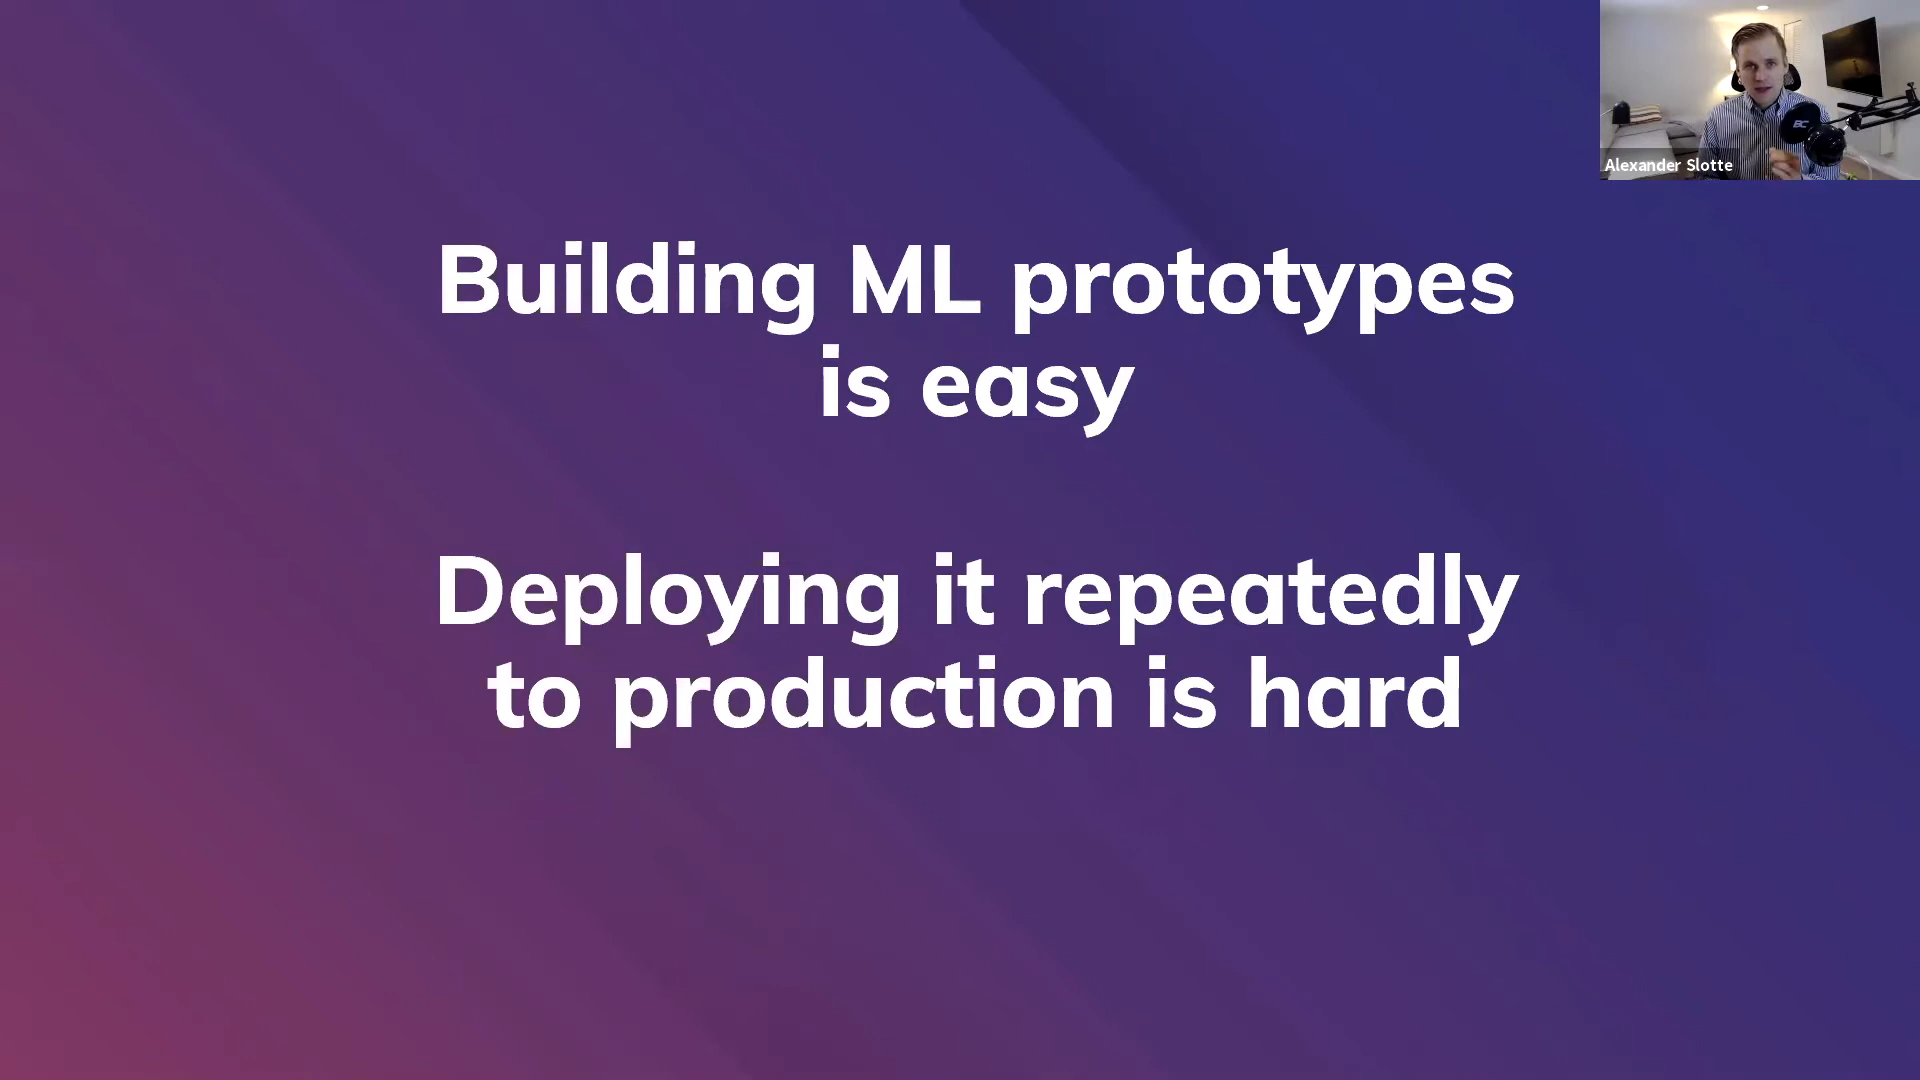 Alexander Slotte
Building ML prototypes
is easy
Deploying it repeatedly
to production is hard